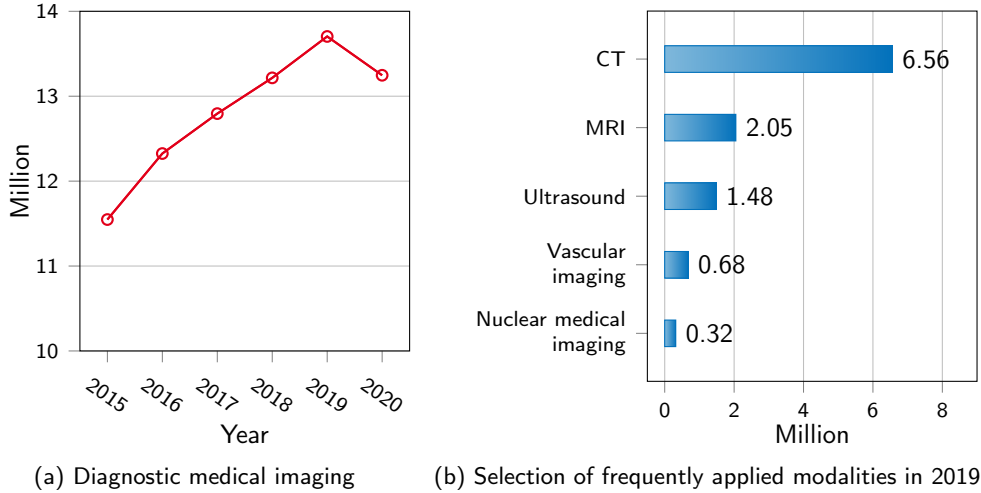 14
13
12
11
10
Million
2015
2016
2017
2018
2019
2020
Year
(a) Diagnostic medical imaging
CT
6.56
MRI
2.05
Ultrasound
1.48
Vascular
imaging
0.68
Nuclear medical
imaging
0.32
0 2 4 6 8
Million
(b) Selection of frequently applied modalities in 2019